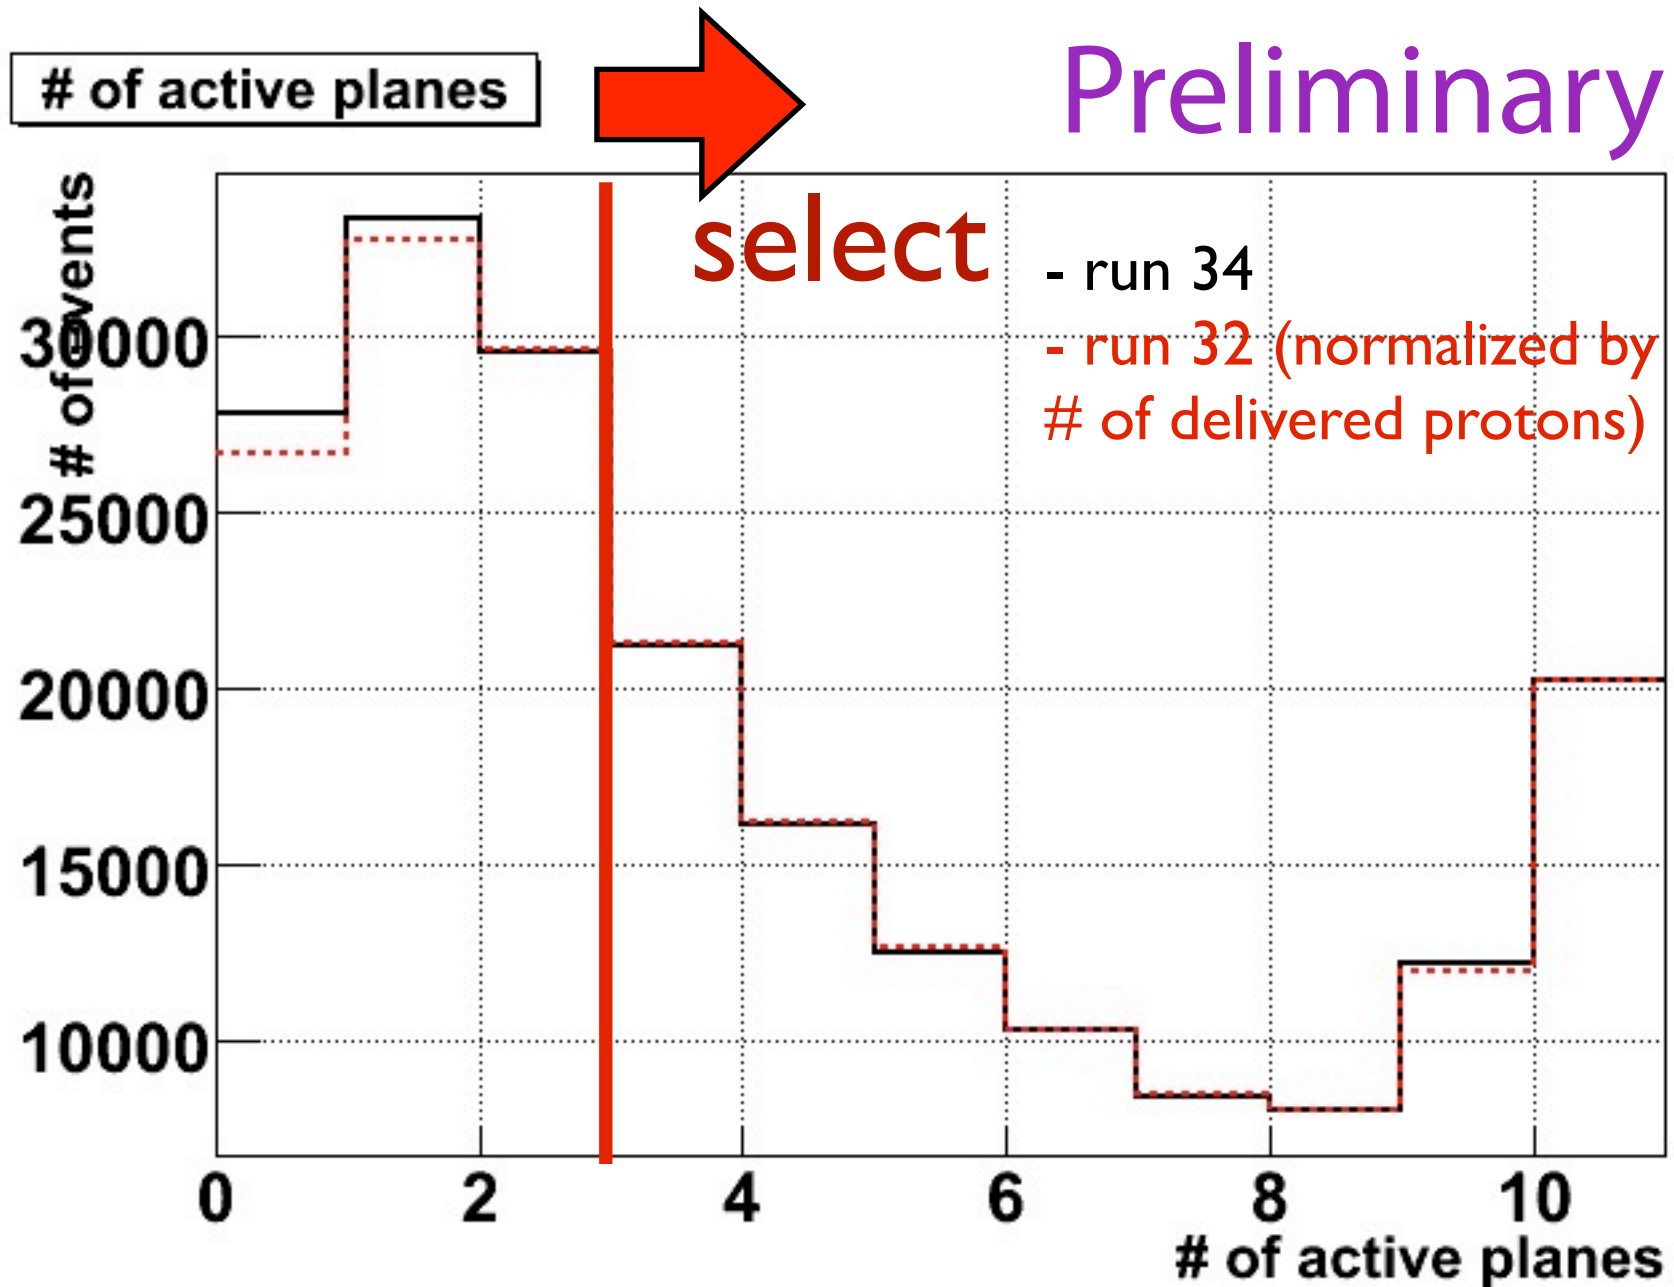 # of active planes
Preliminary
select
- run 34
- run 32 (normalized by
# of delivered protons)
# of events
30000
25000
20000
15000
10000
0 2 4 6 8 10
# of active planes